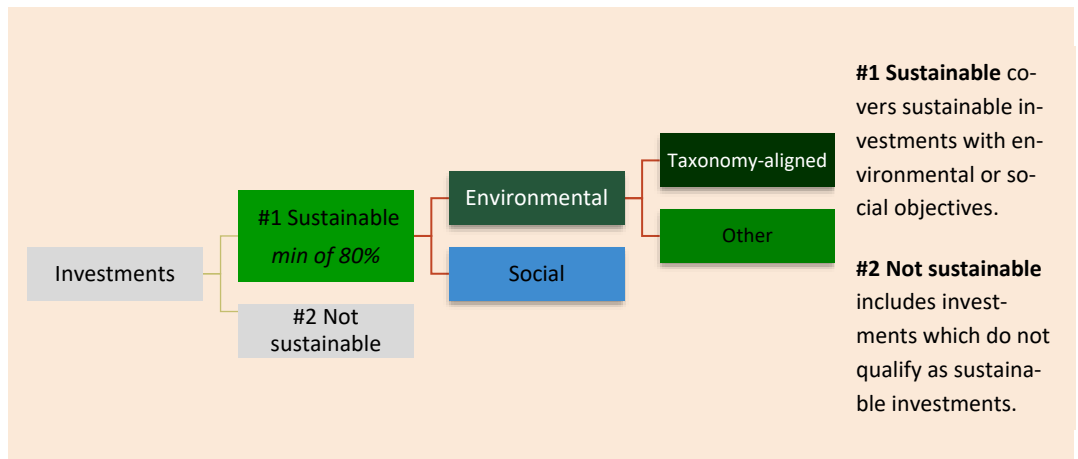 Investments
#1 Sustainable
min of 80%
#2 Not
sustainable
Environmental
Social
Taxonomy-aligned
Other
#1 Sustainable co-
vers sustainable in-
vestments with en-
vironmental or so-
cial objectives.
#2 Not sustainable
includes invest-
ments which do not
qualify as sustaina-
ble investments.